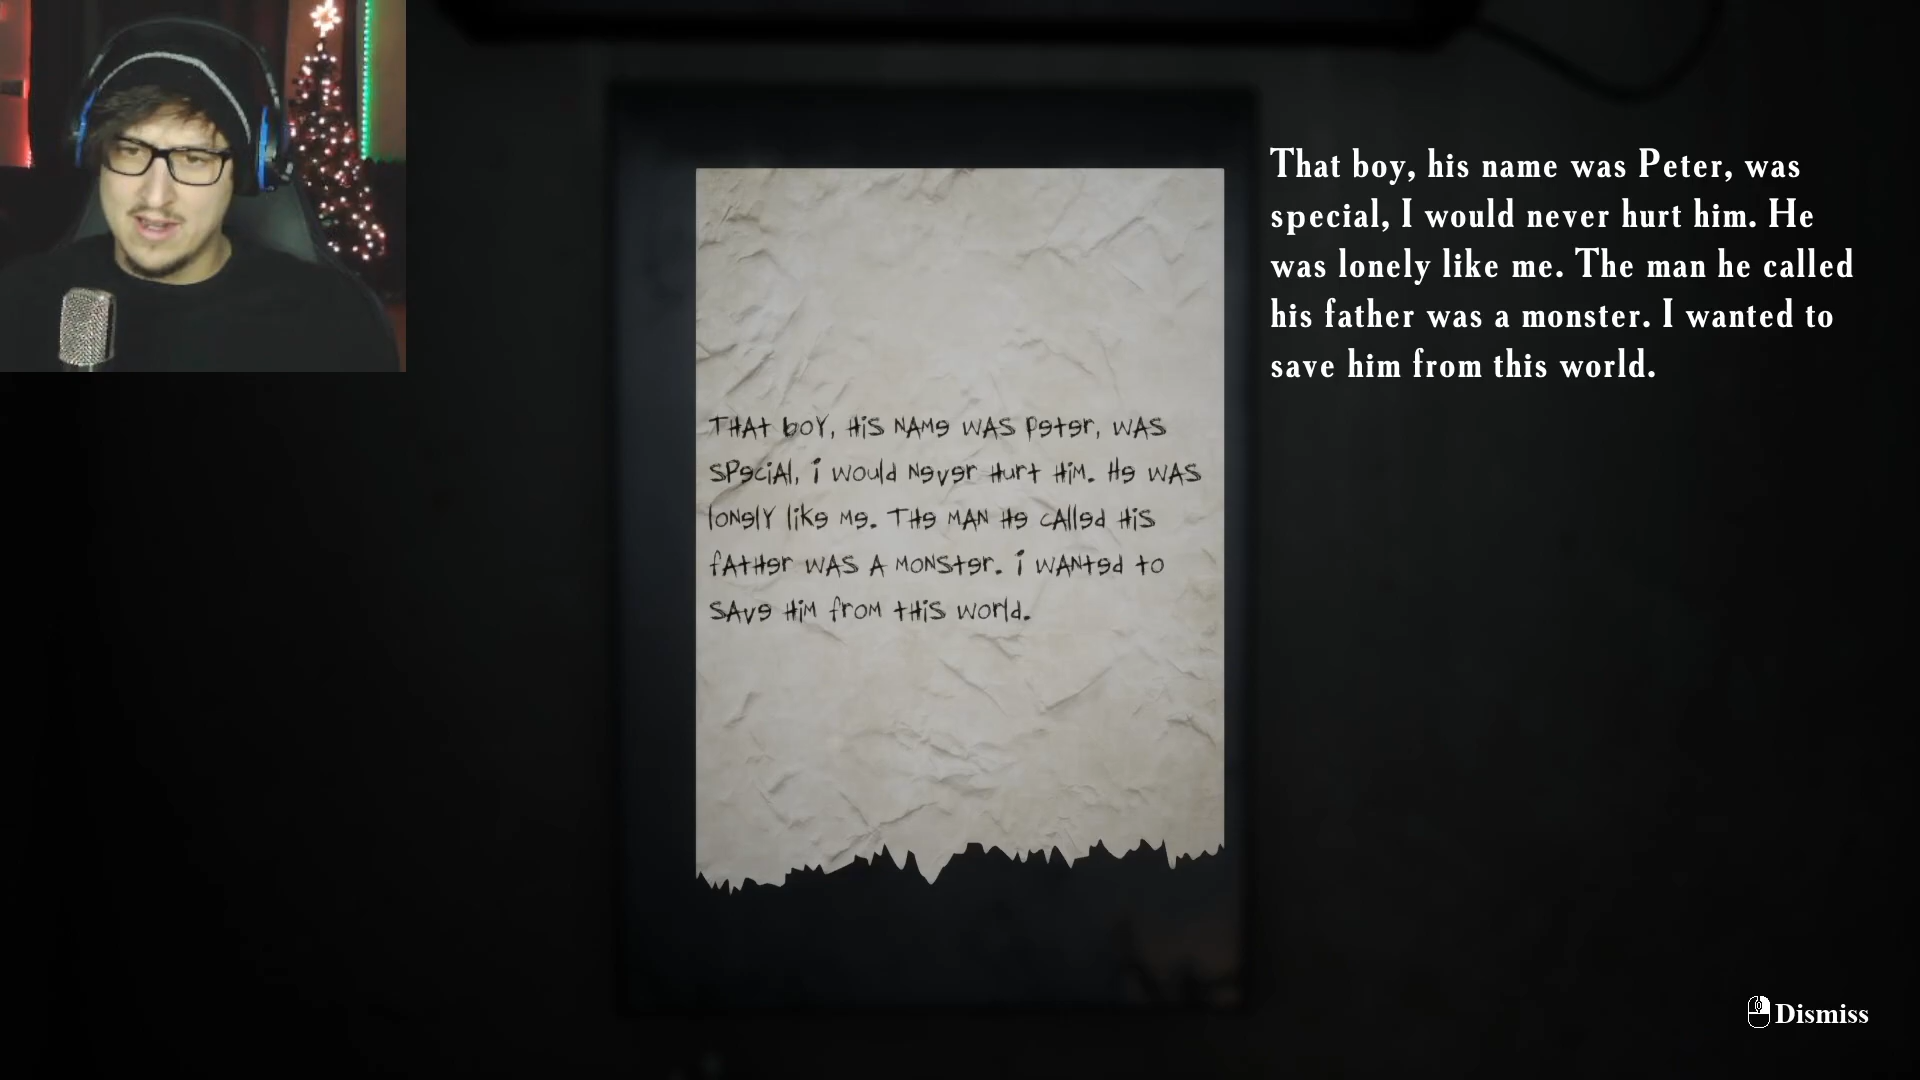 THAT bOY, HiS NAMe WAS Peter, WAS
SPeciAl, i would Never Hurt HiM. He WAS
loNelY like Me. THe MAN He cAlled HiS
fATHer WAS A MONSTer. i WANTed to
SAve HiM froM THiS world.
That boy, his name was Peter, was
special, I would never hurt him. He
was lonely like me. The man he called
his father was a monster. I wanted to
save him from this world.
Dismiss